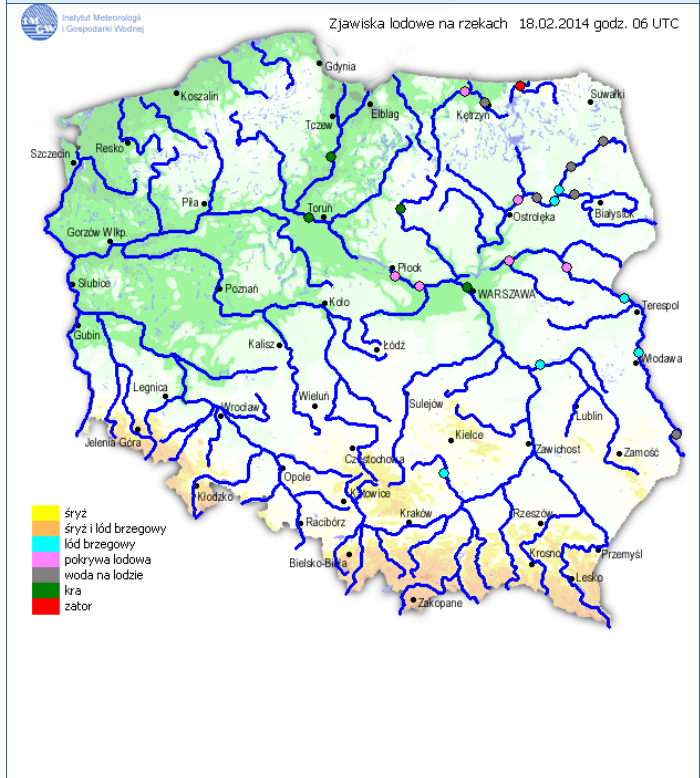 IMGW
Instytut Meteorologii
i Gospodarki Wodnej
Zjawiska lodowe na rzekach 18.02.2014 godz. 06 UTC
Gdynia
Koszalin
Suwałki
Tczew
Elbląg
Kętrzyn
Resko
Szczecin
Piła
Toruń
Ostrołęka
Białystok
Gorzów Wlkp.
Płock
Słubice
Poznań
WARSZAWA
Koło
Terespol
Gubin
Kalisz
Łódź
Włodawa
Legnica
Wrocław
Wieluń
Sulejów
Lublin
Jelenia Góra
Kielce
Zawichost
Zamość
Częstochowa
Opole
Kłodzko
Katowice
Racibórz
Kraków
Rzeszów
Bielsko-Biała
Krosno
Przemyśl
Lesko
Zakopane
śryż
śryż i lód brzegowy
lód brzegowy
pokrywa lodowa
woda na lodzie
kra
zator